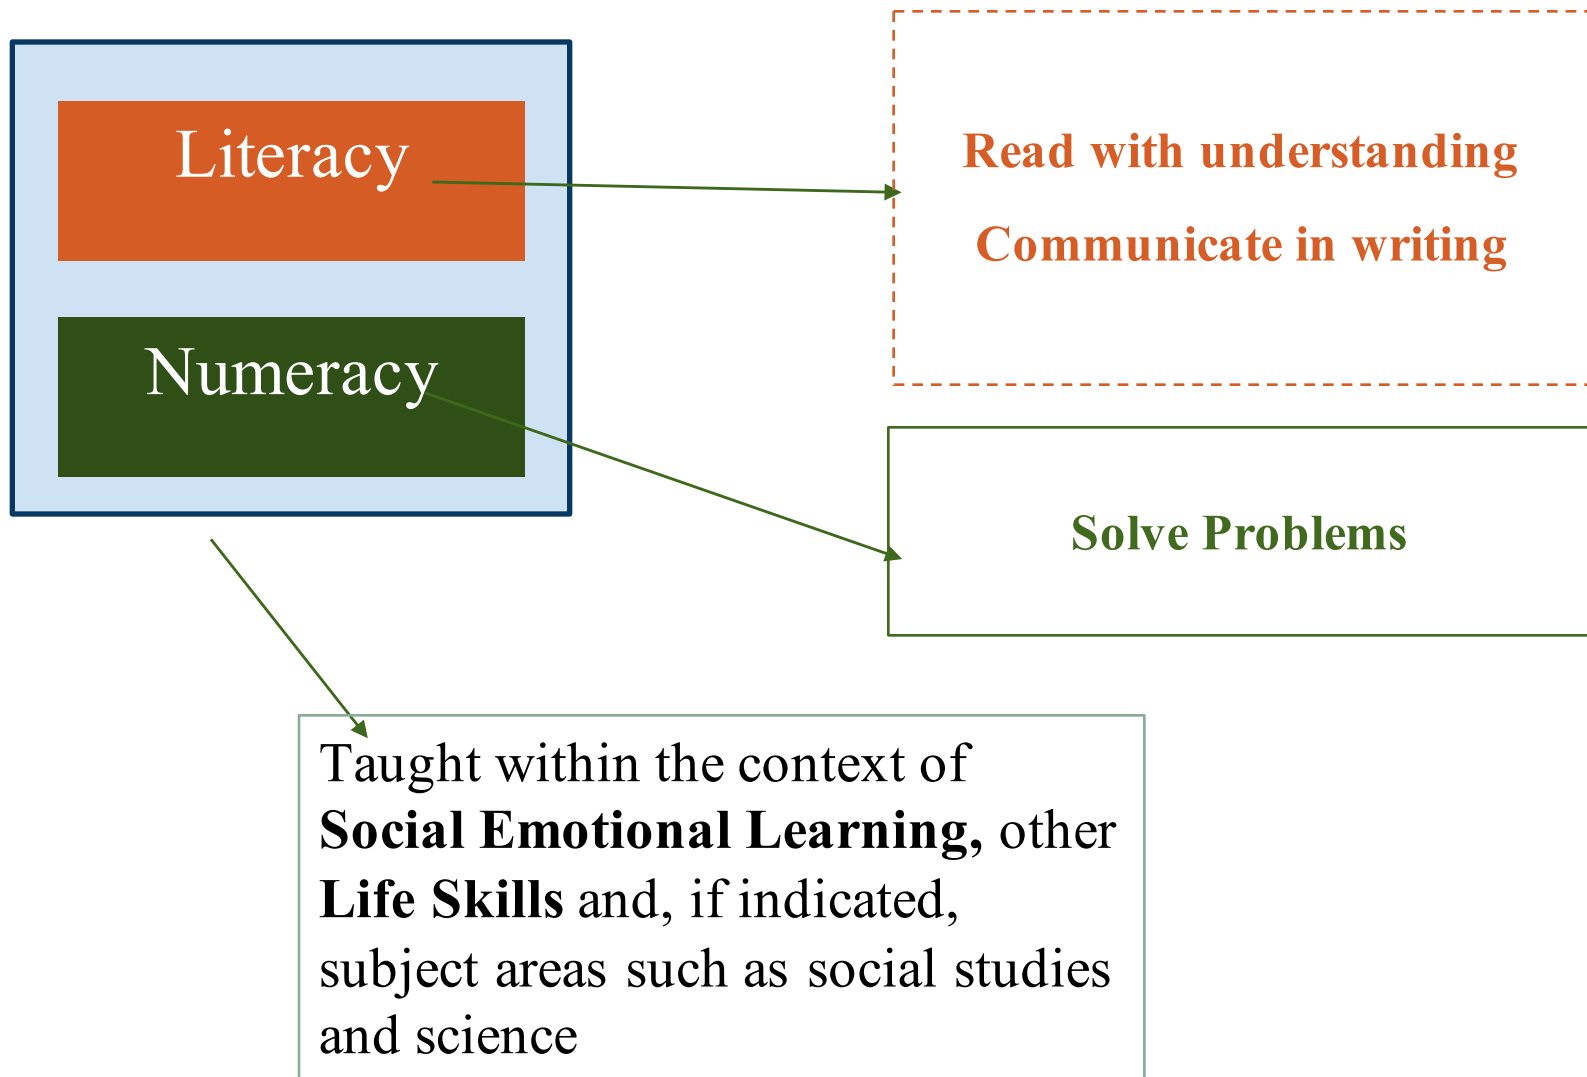 Literacy
Read with understanding
Communicate in writing
Numeracy
Solve Problems
Taught within the context of
Social Emotional Learning, other
Life Skills and, if indicated,
subject areas such as social studies
and science